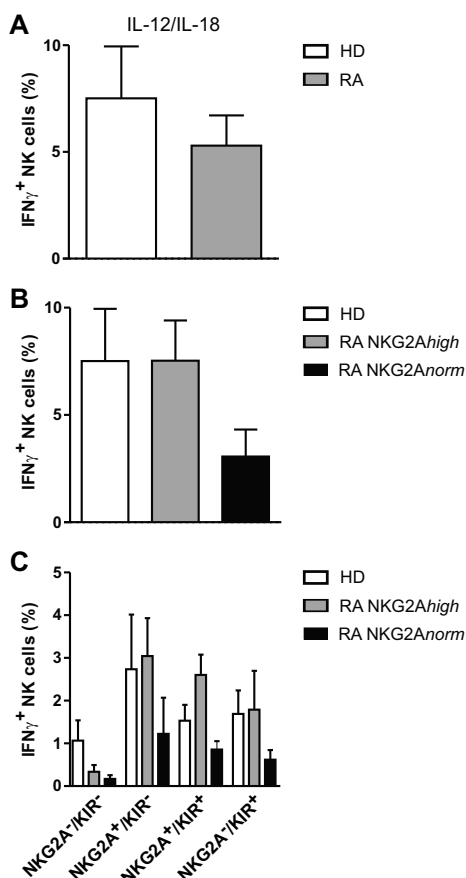 A
IL-12/IL-18
IFNγ⁺ NK cells (%)
10
5
0
HD
RA
B
IFNγ⁺ NK cells (%)
10
5
0
HD
RA NKG2Ahigh
RA NKG2Anorm
C
IFNγ⁺ NK cells (%)
5
4
3
2
1
0
HD
RA NKG2Ahigh
RA NKG2Anorm
NKG2A⁻/KIR⁻
NKG2A⁺/KIR⁻
NKG2A⁺/KIR⁺
NKG2A⁻/KIR⁺